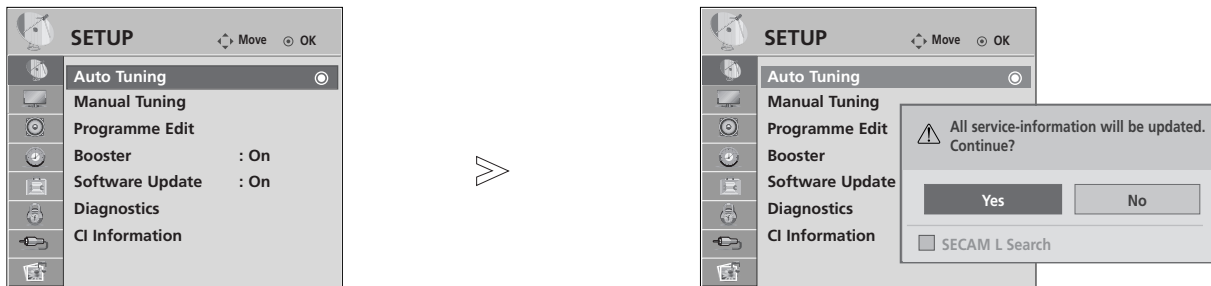 SETUP Move OK
Auto Tuning
Manual Tuning
Programme Edit
Booster : On
Software Update : On
Diagnostics
CI Information
SETUP Move OK
Auto Tuning
Manual Tuning
Programme Edit
Booster
Software Update
Diagnostics
CI Information
All service-information will be updated.
Continue?
Yes No
SECAM L Search